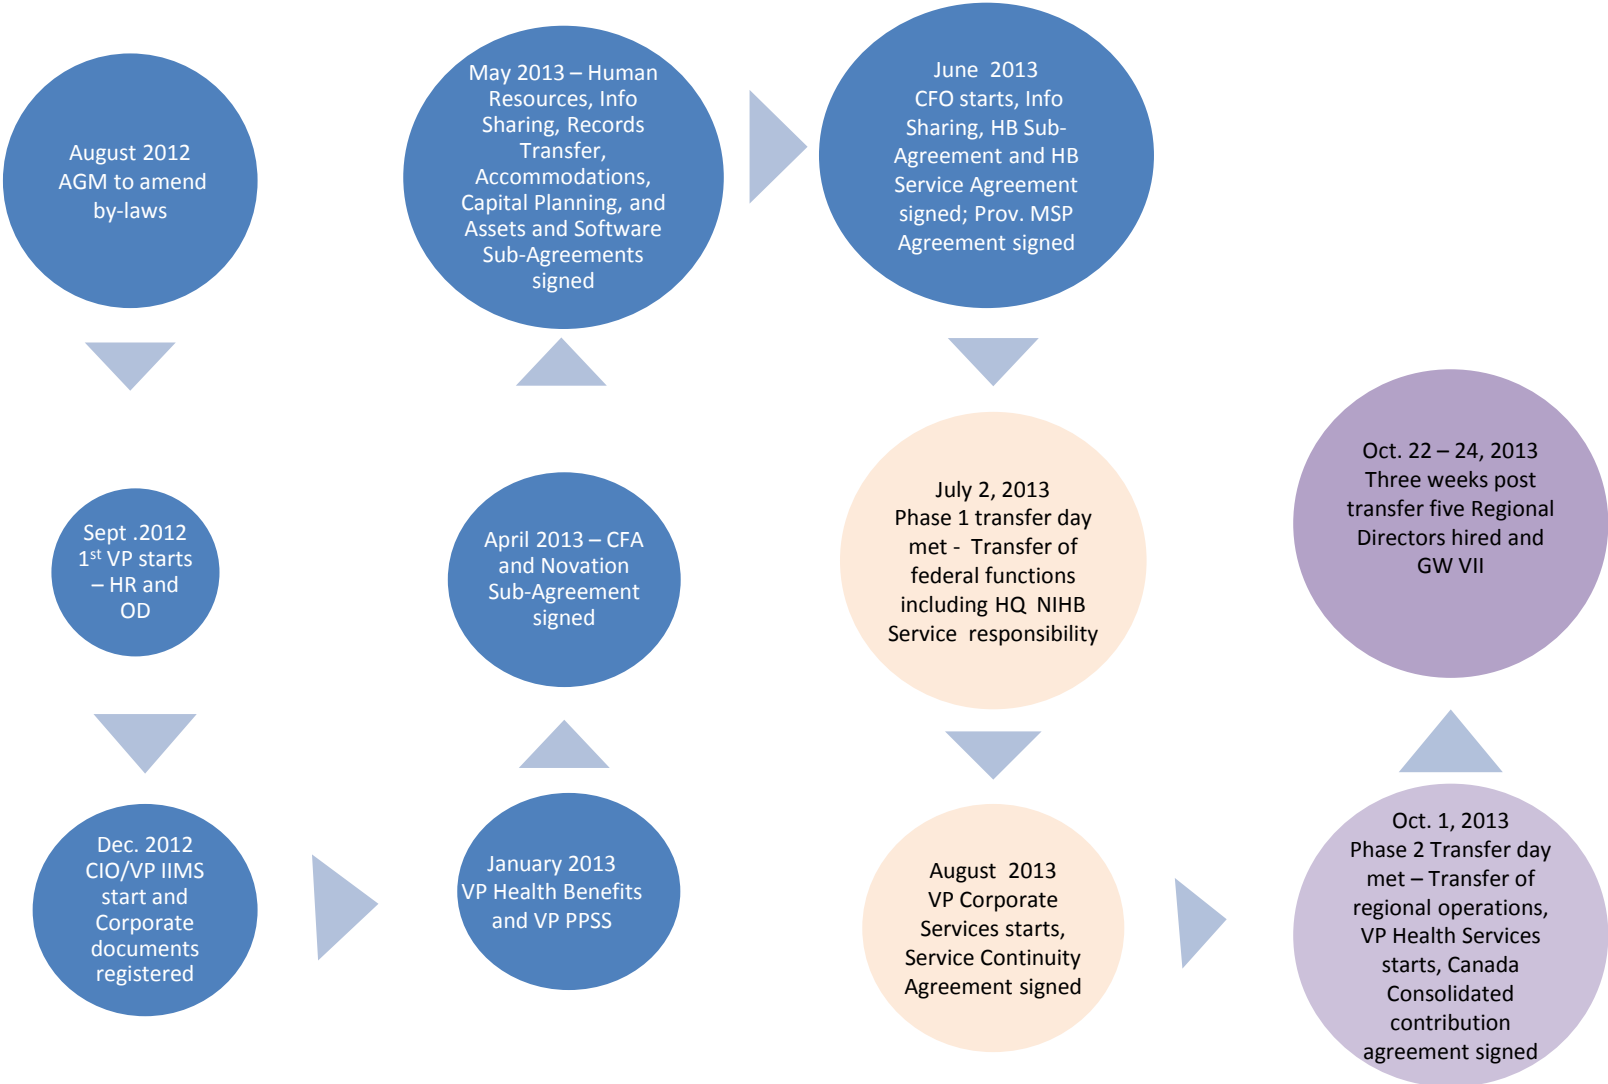 August 2012
AGM to amend
by-laws
Sept .2012
1st VP starts
– HR and
OD
Dec. 2012
CIO/VP IIMS
start and
Corporate
documents
registered
January 2013
VP Health Benefits
and VP PPSS
April 2013 – CFA
and Novation
Sub-Agreement
signed
May 2013 – Human
Resources, Info
Sharing, Records
Transfer,
Accommodations,
Capital Planning, and
Assets and Software
Sub-Agreements
signed
June  2013
CFO starts, Info
Sharing, HB Sub-
Agreement and HB
Service Agreement
signed; Prov. MSP
Agreement signed
July 2, 2013
Phase 1 transfer day
met -  Transfer of
federal functions
including HQ  NIHB
Service  responsibility
August  2013
VP Corporate
Services starts,
Service Continuity
Agreement signed
Oct. 1, 2013
Phase 2 Transfer day
met – Transfer of
regional operations,
VP Health Services
starts, Canada
Consolidated
contribution
agreement signed
Oct. 22 – 24, 2013
Three weeks post
transfer five Regional
Directors hired and
GW VII